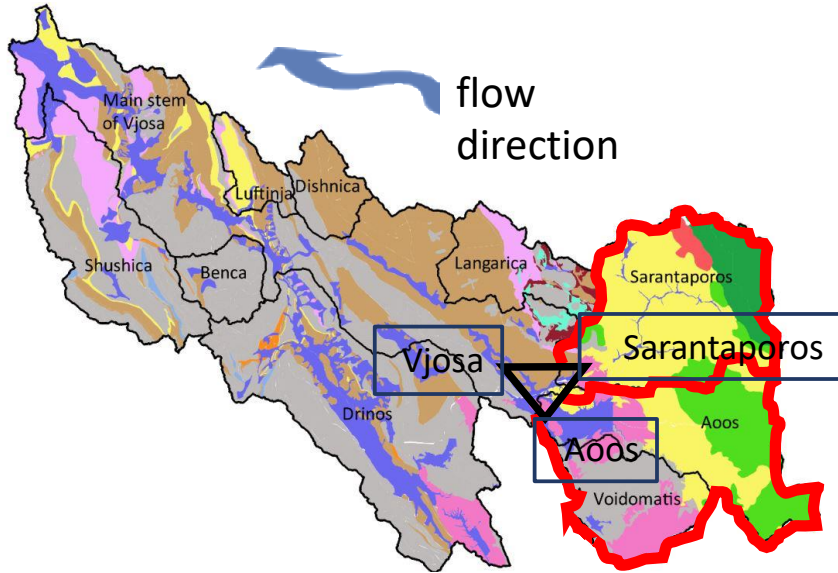 flow
direction
Main stem
of Vjosa
Luftinja
Dishnica
Shushica
Benca
Langarica
Sarantaporos
Vjosa
Sarantaporos
Drinos
Aoos
Aoos
Voidomatis